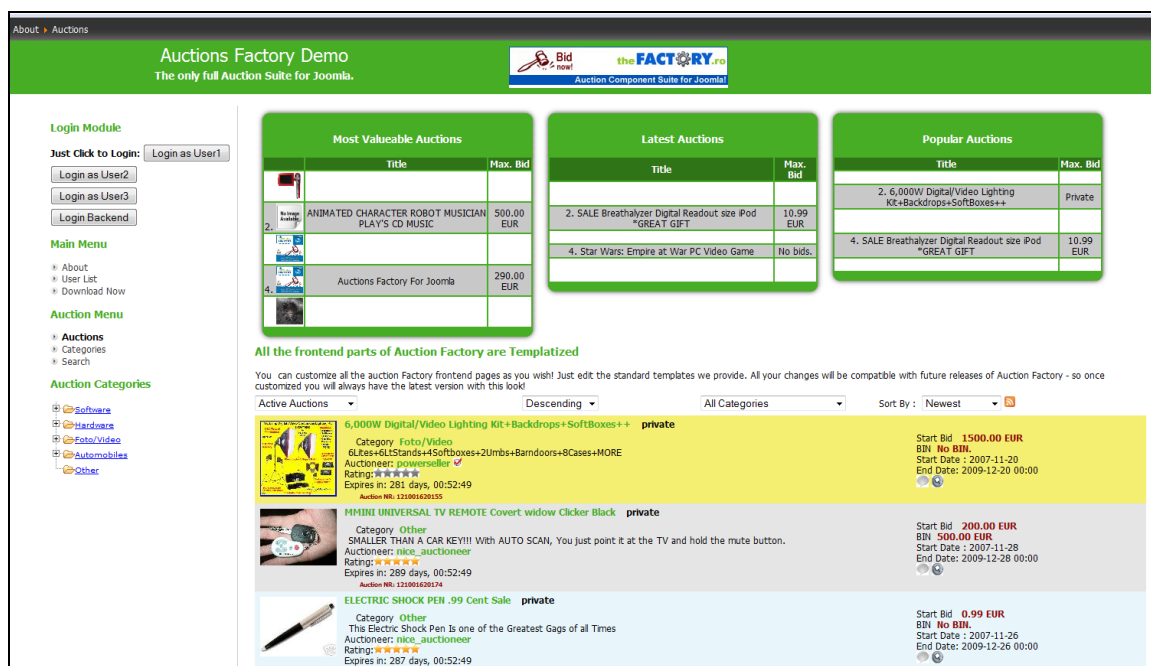 About Auctions
Auctions Factory Demo
The only full Auction Suite for Joomla.
Bid now!
theFACTORY.ro
Auction Component Suite for Joomla!
Login Module
Just Click to Login: Login as User1
Login as User2
Login as User3
Login Backend
Main Menu
About
User List
Download Now
Auction Menu
Auctions
Categories
Search
Auction Categories
Software
Hardware
Foto/Video
Automobiles
Other
Most Valueable Auctions
Title Max. Bid
2. No Image Available ANIMATED CHARACTER ROBOT MUSICIAN PLAY'S CD MUSIC 500.00 EUR
4. Auctions Factory For Joomla 290.00 EUR
Latest Auctions
Title Max. Bid
2. SALE Breathalyzer Digital Readout size iPod *GREAT GIFT 10.99 EUR
4. Star Wars: Empire at War PC Video Game No bids.
Popular Auctions
Title Max. Bid
2. 6,000W Digital/Video Lighting Kit+Backdrops+SoftBoxes++ Private
4. SALE Breathalyzer Digital Readout size iPod *GREAT GIFT 10.99 EUR
All the frontend parts of Auction Factory are Templatized
You can customize all the auction Factory frontend pages as you wish! Just edit the standard templates we provide. All your changes will be compatible with future releases of Auction Factory - so once
customized you will always have the latest version with this look!
Active Auctions Descending All Categories Sort By : Newest
6,000W Digital/Video Lighting Kit+Backdrops+SoftBoxes++ private
Category Foto/Video
6Lites+6LtStands+4Softboxes+2Umbs+Barndoors+8Cases+MORE
Auctioneer: powerseller
Rating:
Expires in: 281 days, 00:52:49
Auction NR: 121001620155
Start Bid 1500.00 EUR
BIN No BIN.
Start Date : 2007-11-20
End Date: 2009-12-20 00:00
MMINI UNIVERSAL TV REMOTE Covert widow Clicker Black private
Category Other
SMALLER THAN A CAR KEY!!! With AUTO SCAN, You just point it at the TV and hold the mute button.
Auctioneer: nice_auctioneer
Rating:
Expires in: 289 days, 00:52:49
Auction NR: 121001620174
Start Bid 200.00 EUR
BIN 500.00 EUR
Start Date : 2007-11-28
End Date: 2009-12-28 00:00
ELECTRIC SHOCK PEN .99 Cent Sale private
Category Other
This Electric Shock Pen Is one of the Greatest Gags of all Times
Auctioneer: nice_auctioneer
Rating:
Expires in: 287 days, 00:52:49
Start Bid 0.99 EUR
BIN No BIN.
Start Date : 2007-11-26
End Date: 2009-12-26 00:00